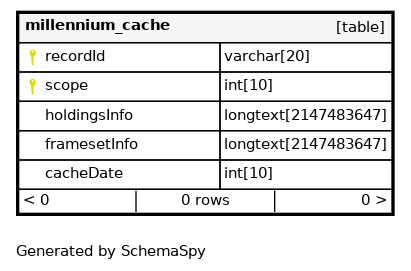 millennium_cache [table]
recordId varchar[20]
scope int[10]
holdingsInfo longtext[2147483647]
framesetInfo longtext[2147483647]
cacheDate int[10]
< 0 0 rows 0 >
Generated by SchemaSpy